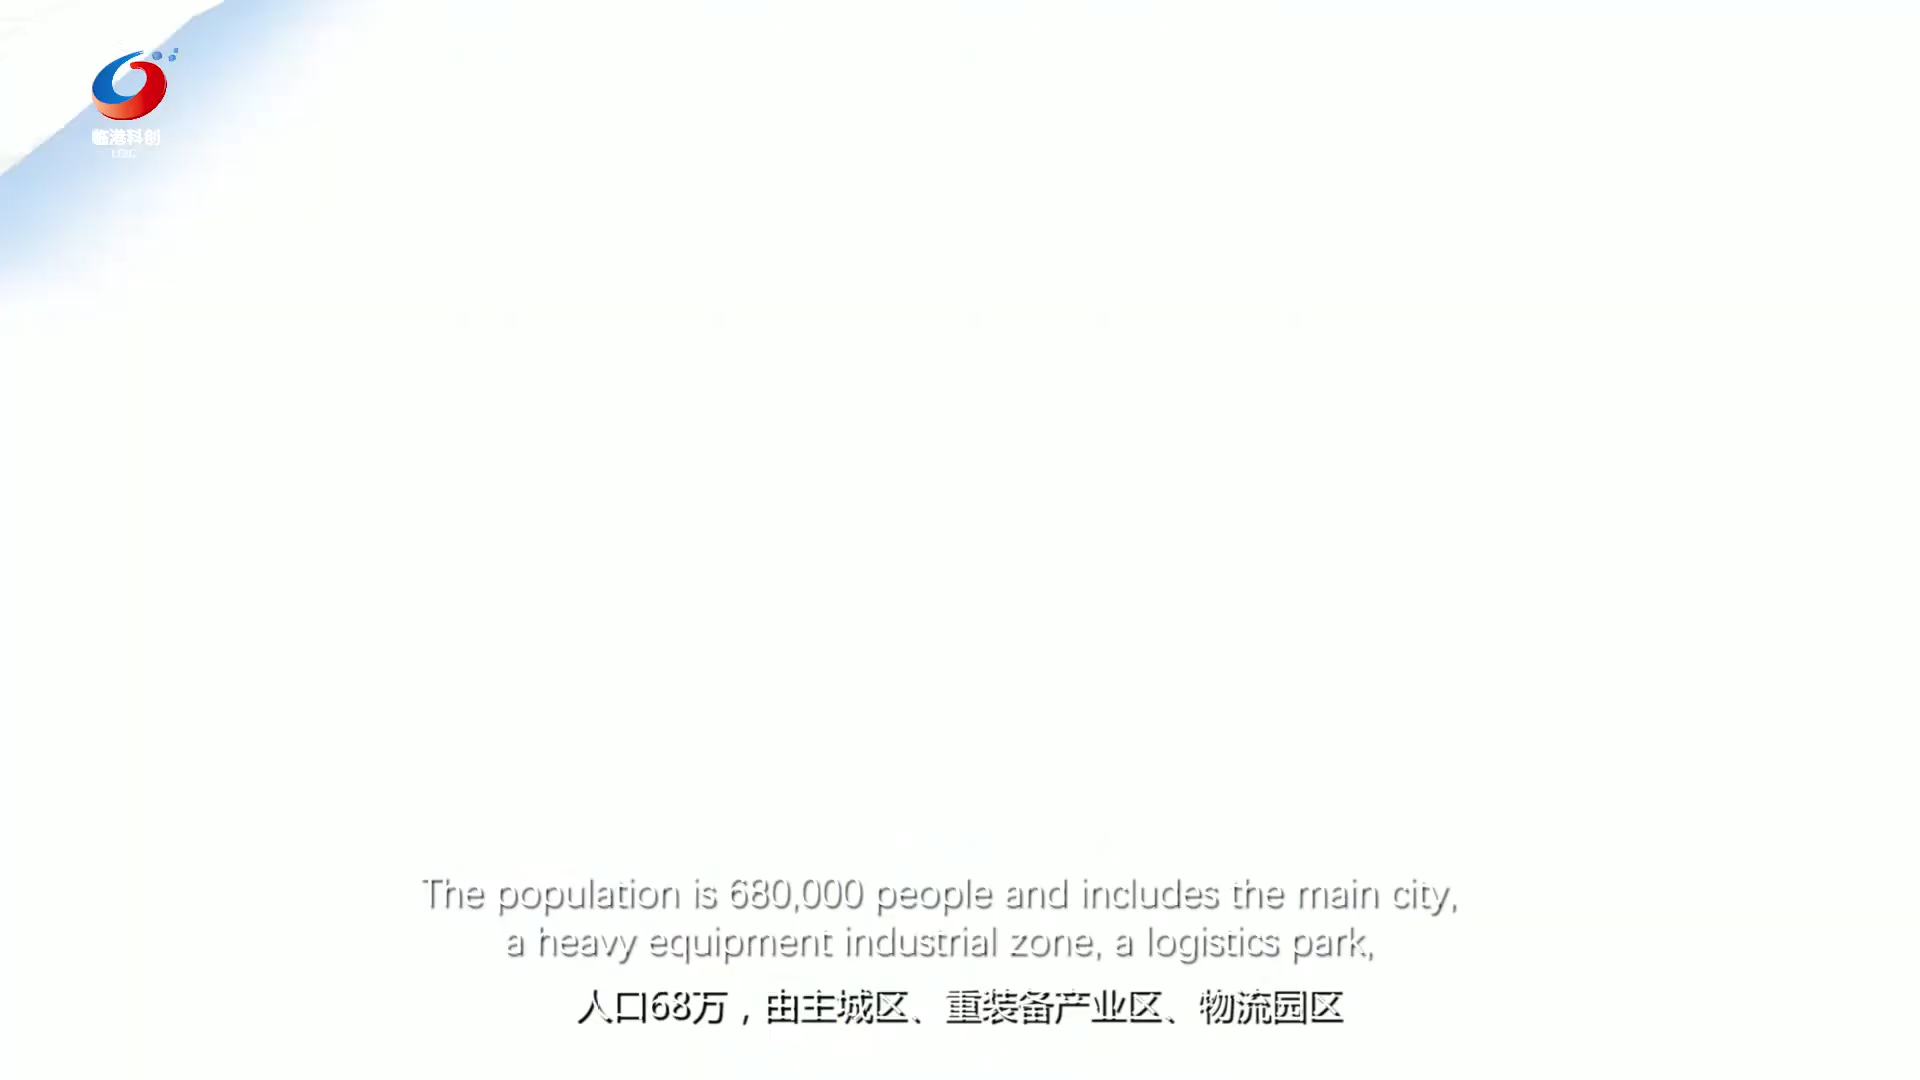 临港科创
The population is 680,000 people and includes the main city,
a heavy equipment industrial zone, a logistics park,
人口68万，由主城区、重装备产业区、物流园区